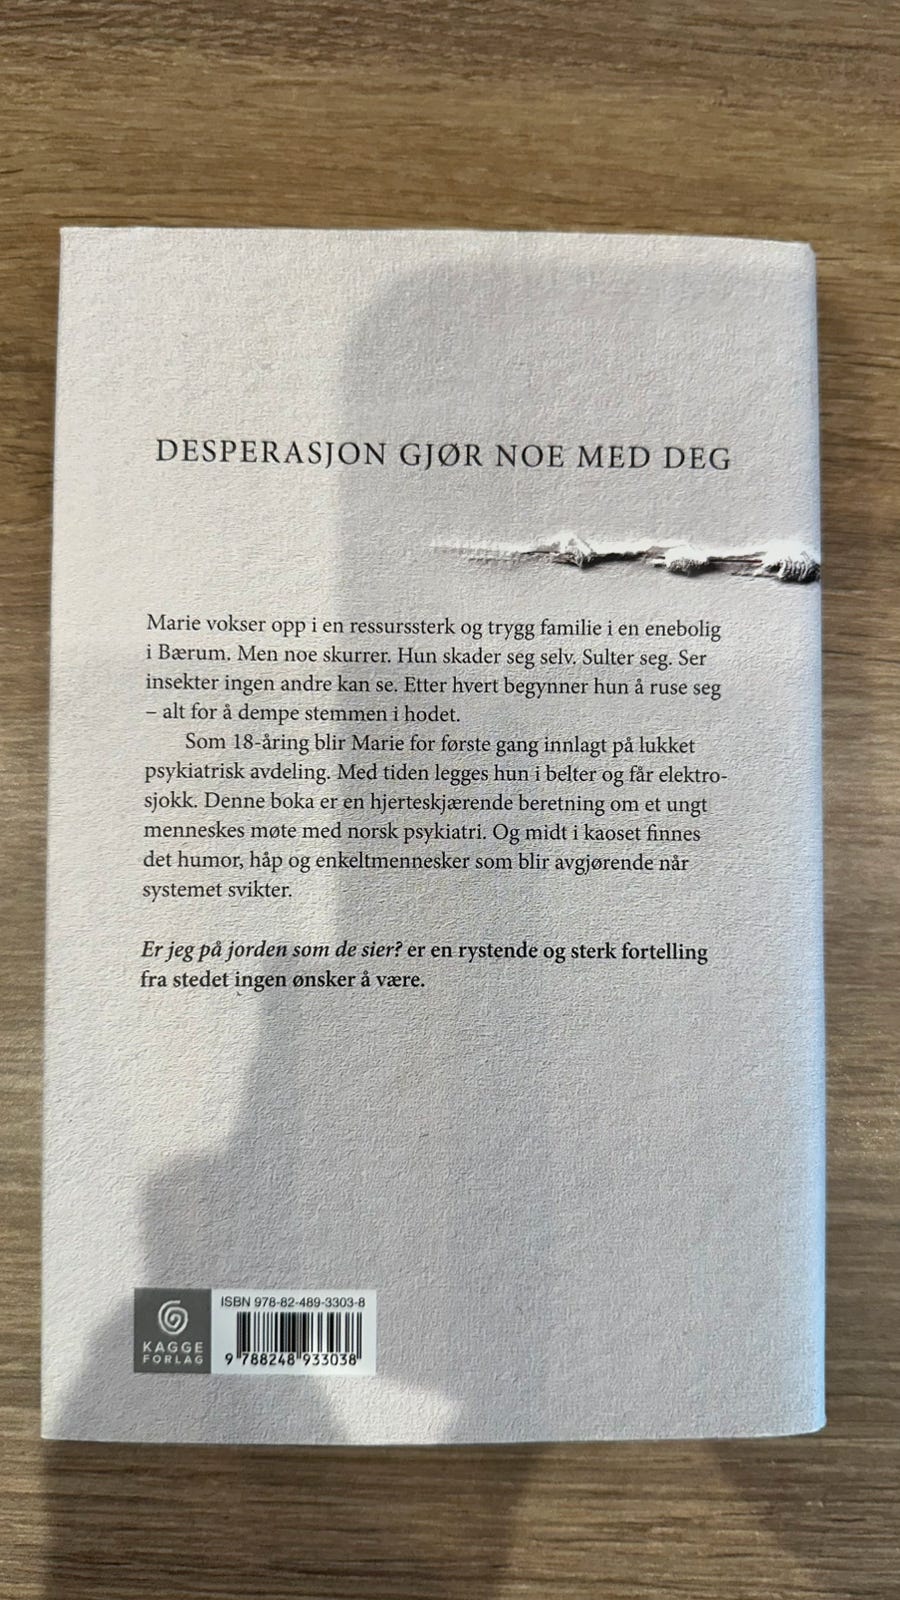 DESPERASJON GJØR NOE MED DEG
Marie vokser opp i en ressurssterk og trygg familie i en enebolig
i Bærum. Men noe skurrer. Hun skader seg selv. Sulter seg. Ser
insekter ingen andre kan se. Etter hvert begynner hun å ruse seg
– alt for å dempe stemmen i hodet.
Som 18-åring blir Marie for første gang innlagt på lukket
psykiatrisk avdeling. Med tiden legges hun i belter og får elektro-
sjokk. Denne boka er en hjerteskjærende beretning om et ungt
menneskes møte med norsk psykiatri. Og midt i kaoset finnes
det humor, håp og enkeltmennesker som blir avgjørende når
systemet svikter.
Er jeg på jorden som de sier? er en rystende og sterk fortelling
fra stedet ingen ønsker å være.
ISBN 978-82-489-3303-8
KAGGE
FORLAG
9 788248 933038